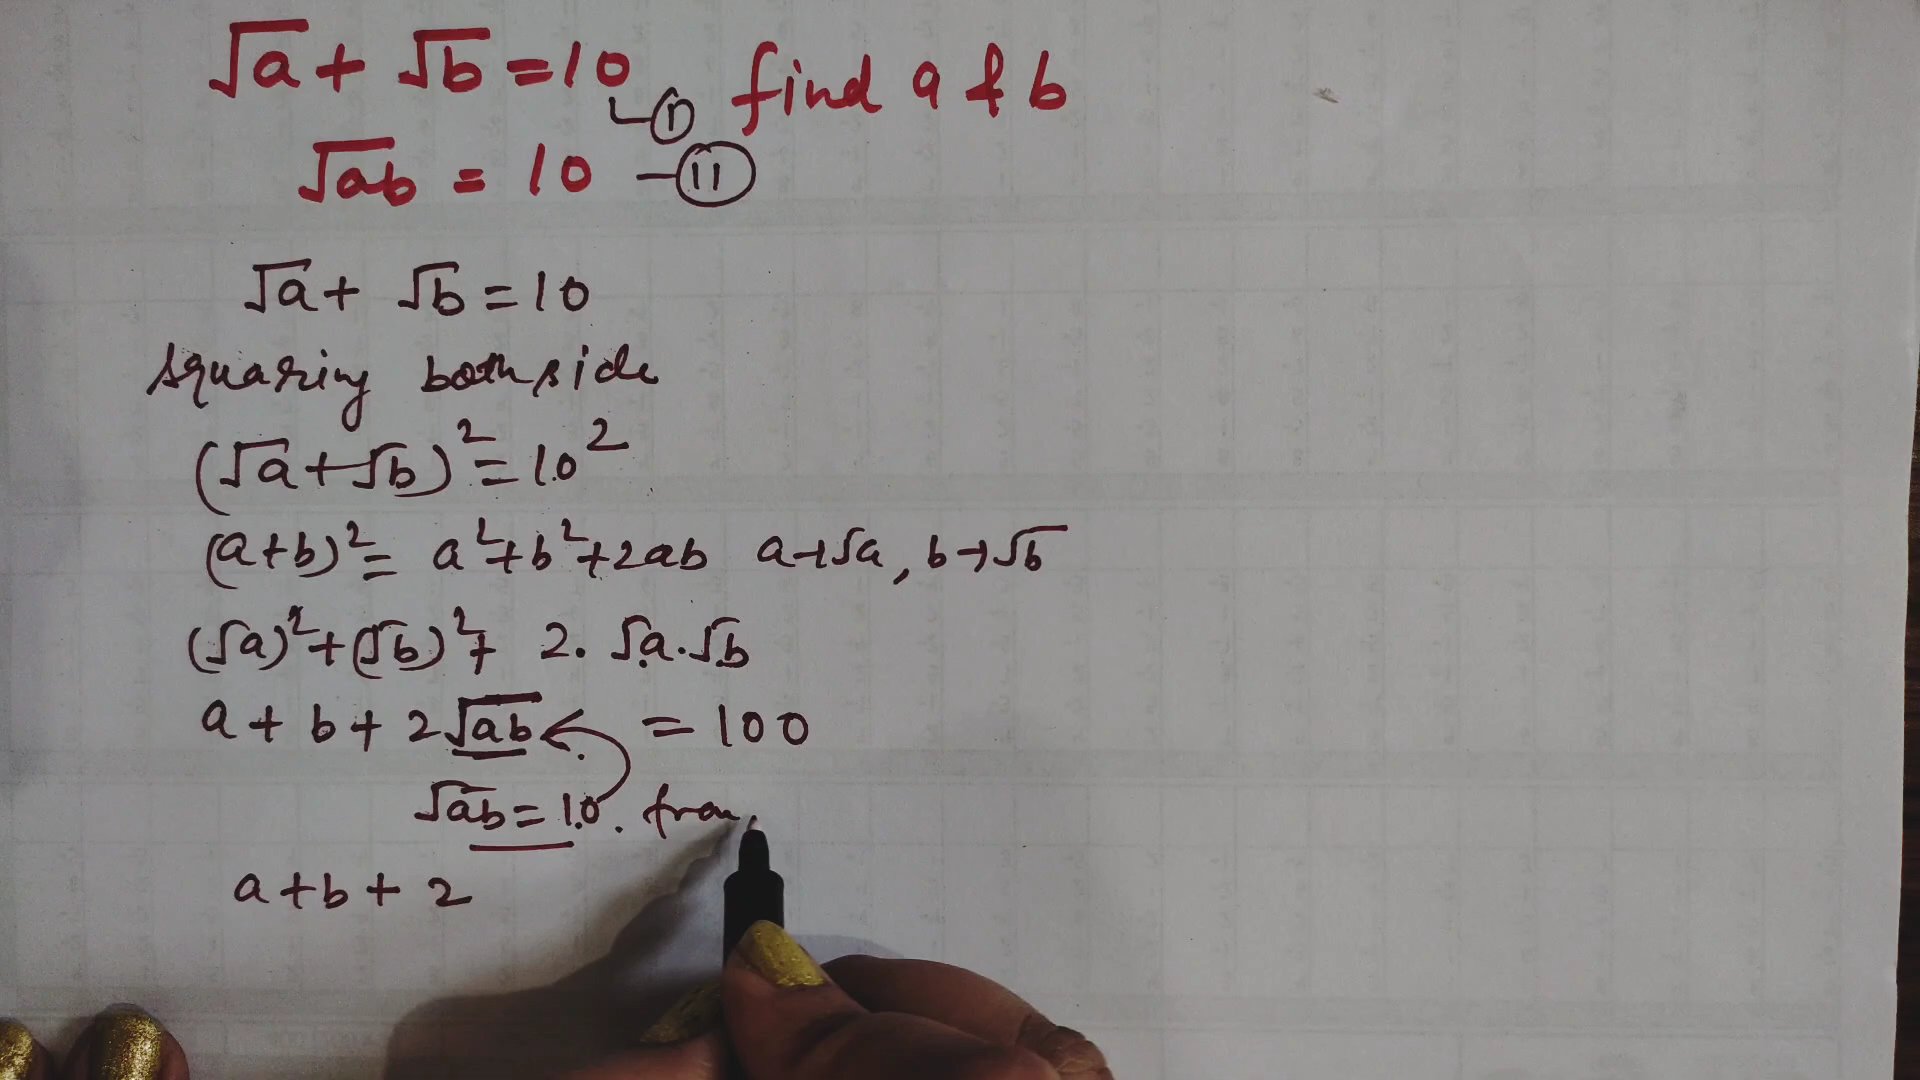 √a + √b = 10 — ① find a & b
√ab = 10 — ⑪
√a + √b = 10
squaring both side
(√a + √b)² = 10²
(a+b)² = a² + b² + 2ab a→√a, b→√b
(√a)² + (√b)² + 2. √a.√b
a + b + 2√ab = 100
√ab = 10. from
a + b + 2